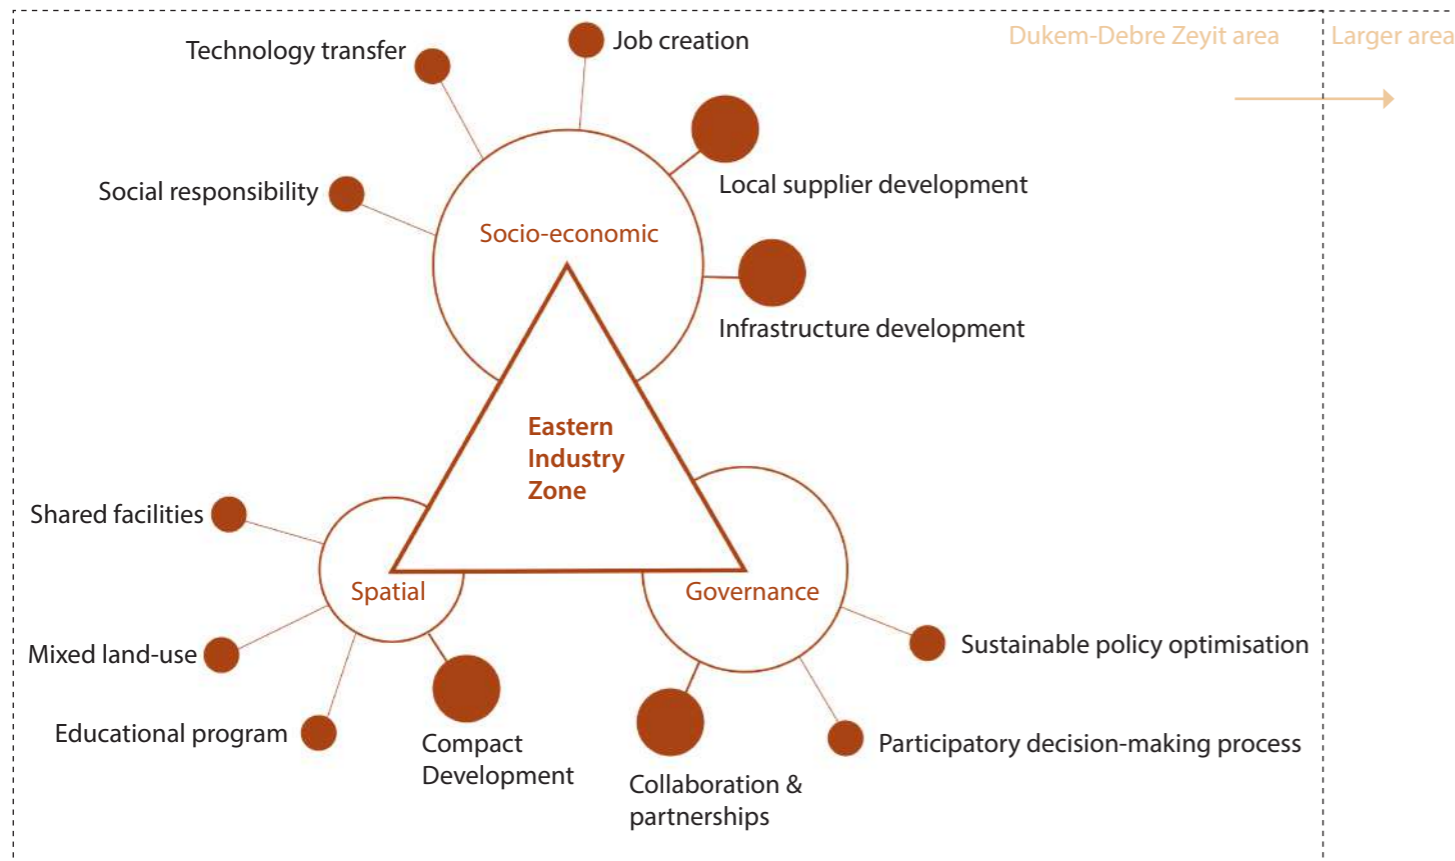 Technology transfer
Job creation
Dukem-Debre Zeyit area
Larger area
Social responsibility
Local supplier development
Socio-economic
Infrastructure development
Eastern
Industry
Zone
Shared facilities
Spatial
Governance
Mixed land-use
Sustainable policy optimisation
Educational program
Compact
Development
Participatory decision-making process
Collaboration &
partnerships